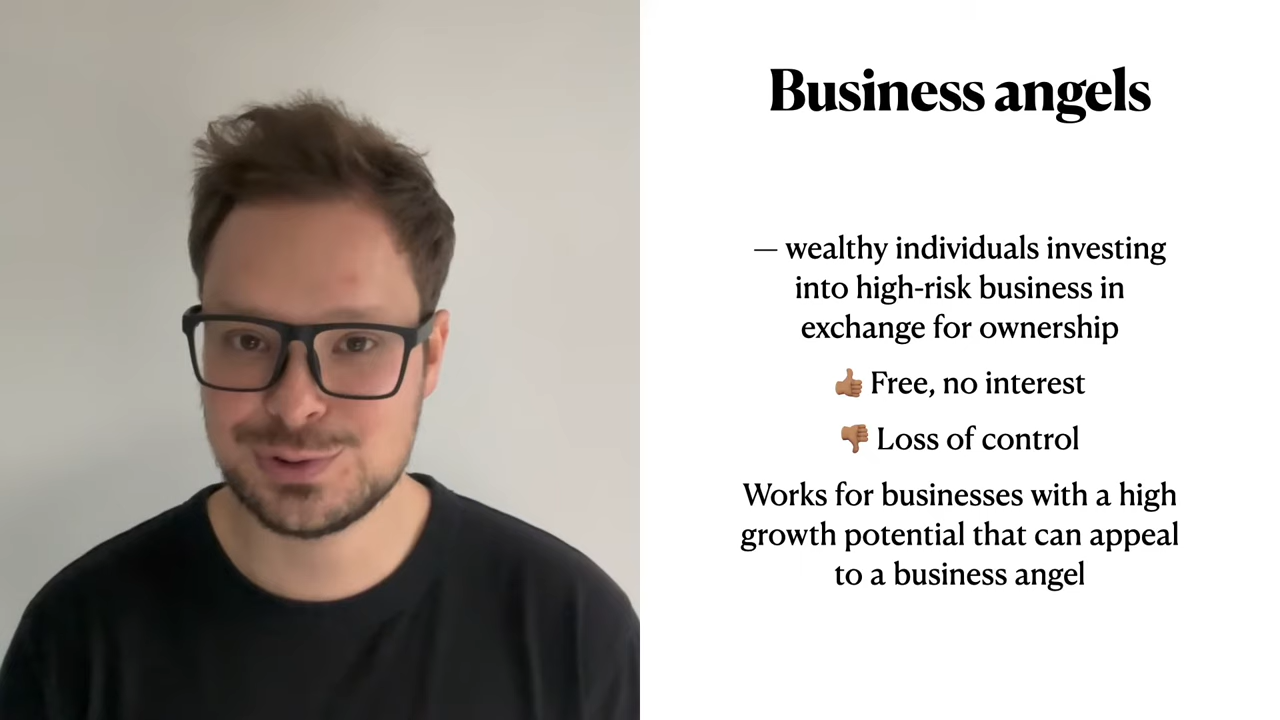 Business angels
— wealthy individuals investing
into high-risk business in
exchange for ownership
👍🏽 Free, no interest
👎🏽 Loss of control
Works for businesses with a high
growth potential that can appeal
to a business angel